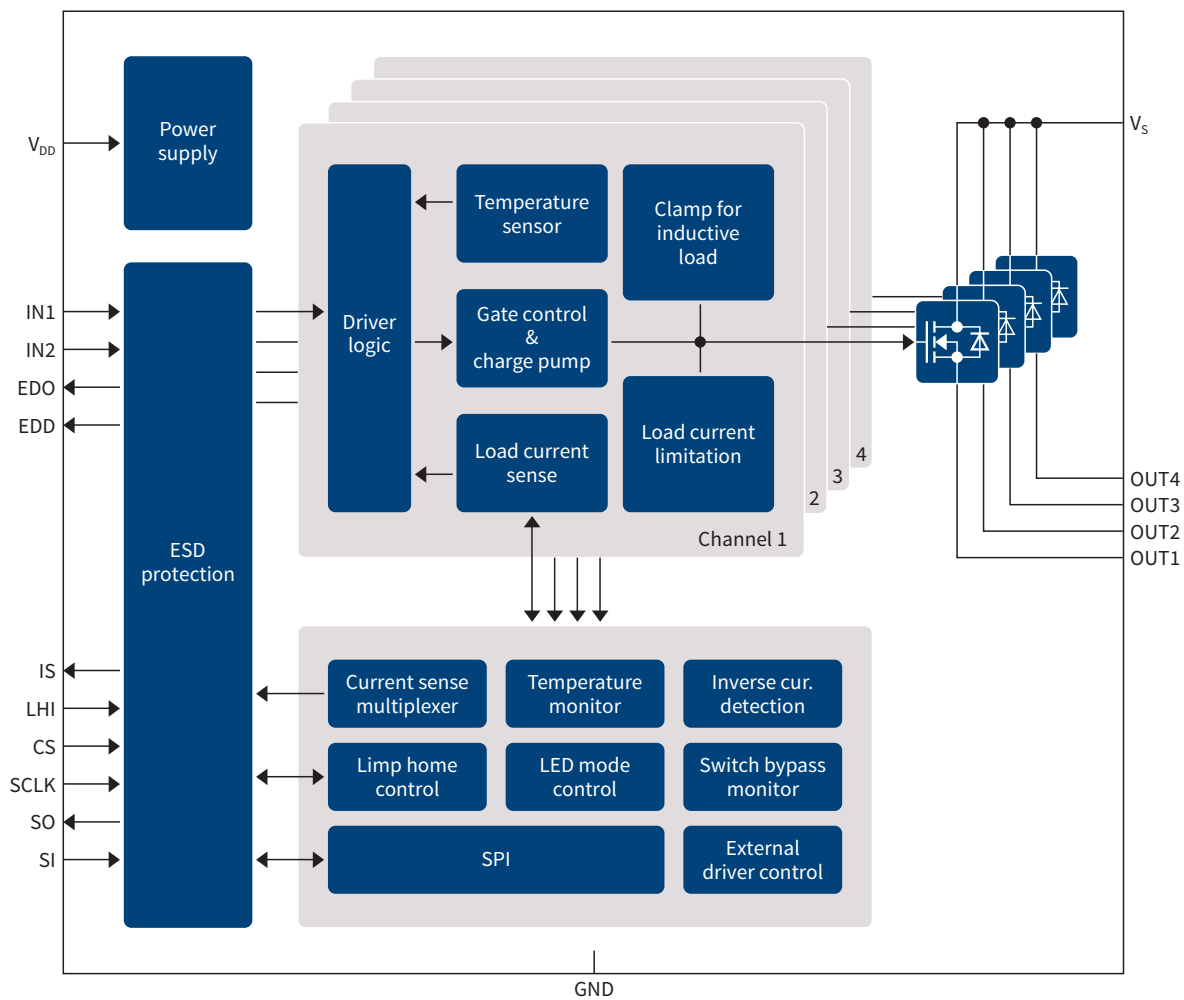 Power
supply
V_DD
V_S
Temperature
sensor
Clamp for
inductive
load
IN1
IN2
EDO
EDD
Driver
logic
Gate control
&
charge pump
Load current
sense
Load current
limitation
4
3
2
Channel 1
OUT4
OUT3
OUT2
OUT1
ESD
protection
IS
LHI
CS
SCLK
SO
SI
Current sense
multiplexer
Temperature
monitor
Inverse cur.
detection
Limp home
control
LED mode
control
Switch bypass
monitor
SPI
External
driver control
GND